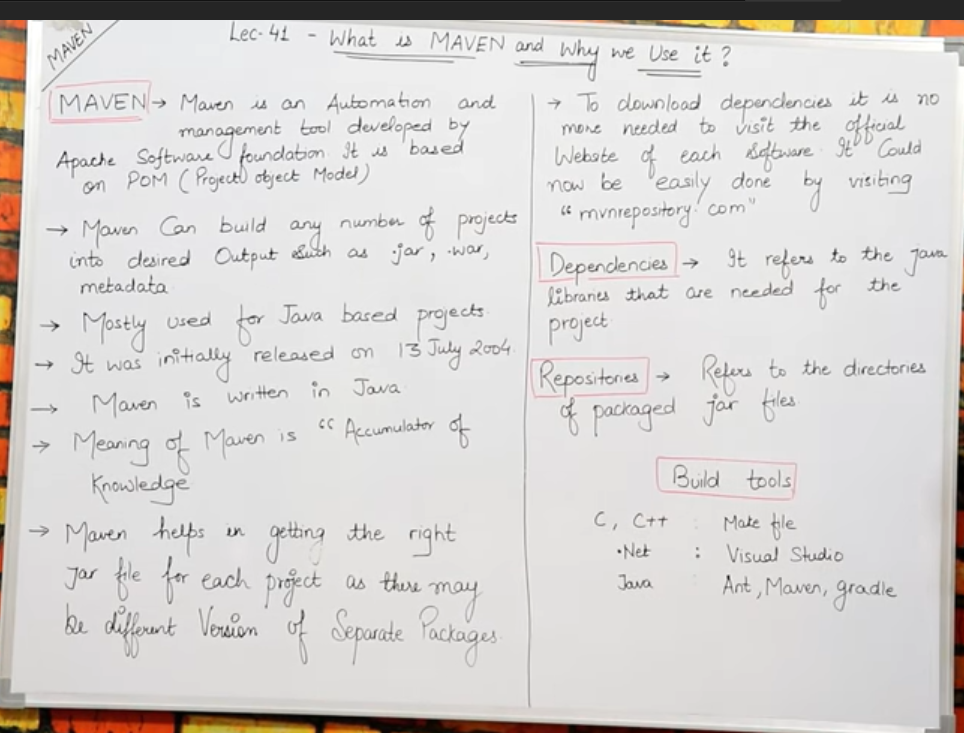 MAVEN
Lec-41 - What is MAVEN and Why we Use it?
MAVEN → Maven is an Automation and
management tool developed by
Apache Software foundation. It is based
on POM (Project object Model)
→ Maven Can build any number of projects
into desired Output Such as .jar, .war,
metadata
→ Mostly used for Java based projects.
→ It was initially released on 13 July 2004.
→ Maven is written in Java
→ Meaning of Maven is "Accumulator of
Knowledge
→ Maven helps in getting the right
Jar file for each project as there may
be different Version of Separate Packages.
→ To download dependencies it is no
more needed to visit the official
Website of each software. It Could
now be easily done by visiting
"mvnrepository.com"
Dependencies → It refers to the java
libraries that are needed for the
project.
Repositories → Refers to the directories
of packaged jar files.
Build tools
C, C++ : Make file
.Net : Visual Studio
Java : Ant, Maven, gradle